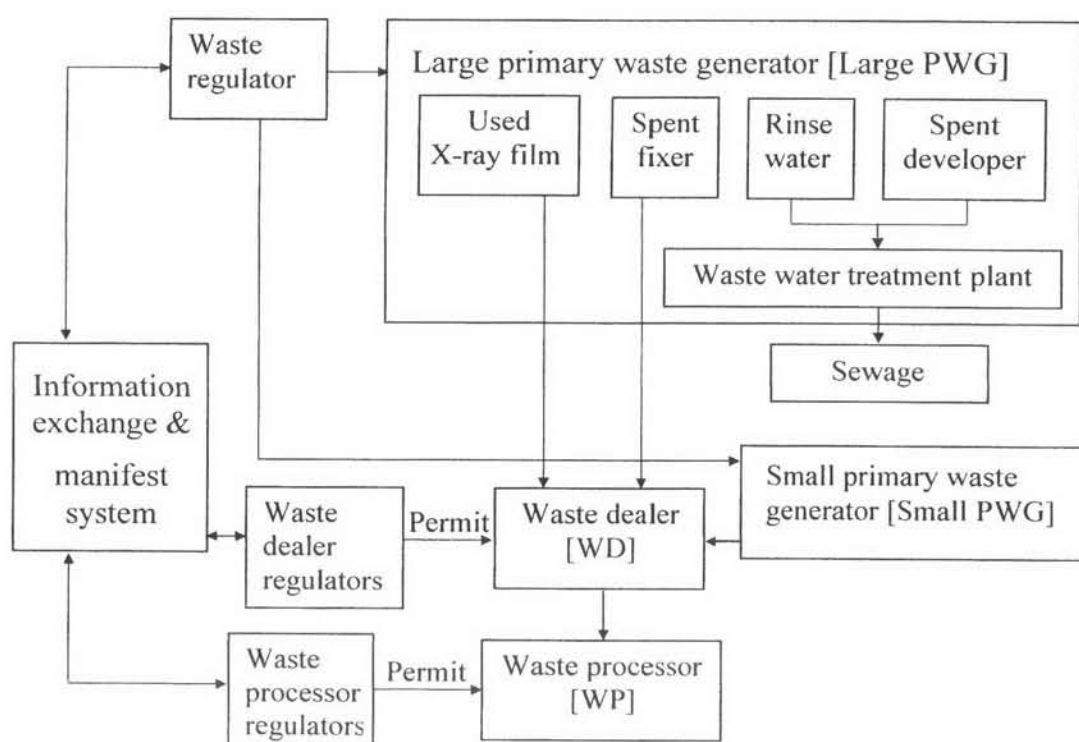 Waste
regulator
Large primary waste generator [Large PWG]
Used
X-ray film
Spent
fixer
Rinse
water
Spent
developer
Waste water treatment plant
Sewage
Information
exchange &
manifest
system
Small primary waste
generator [Small PWG]
Waste
dealer
regulators
Permit
Waste dealer
[WD]
Waste
processor
regulators
Permit
Waste processor
[WP]